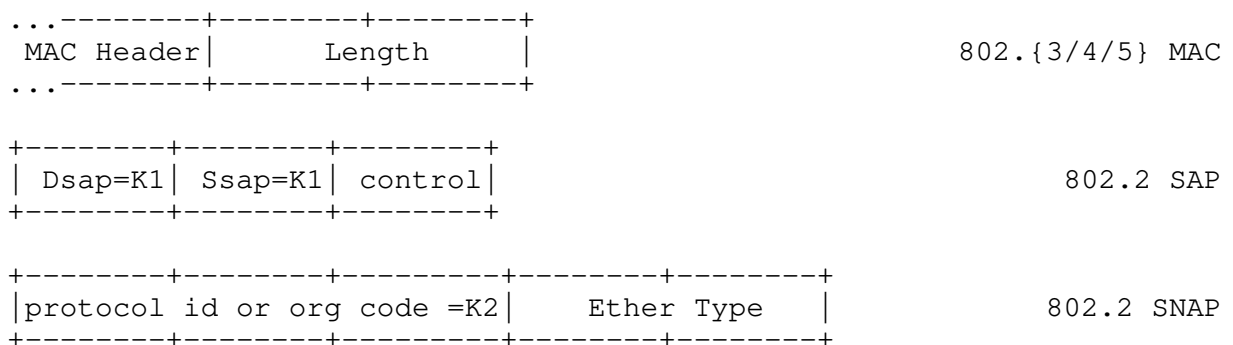 ...--------+--------+--------+
MAC Header|      Length     |                         802.{3/4/5} MAC
...--------+--------+--------+
+--------+--------+--------+
| Dsap=K1| Ssap=K1| control|                                802.2 SAP
+--------+--------+--------+
+--------+--------+---------+--------+--------+
|protocol id or org code =K2|    Ether Type   |            802.2 SNAP
+--------+--------+---------+--------+--------+